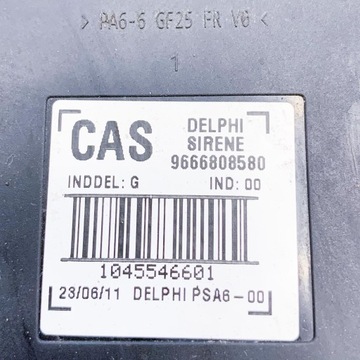 > PA6-6 GF25 FR V0 <
1
CAS
DELPHI
SIRENE
9666808580
INDDEL: G IND: 00
1045546601
23/06/11 DELPHI PSA6-00